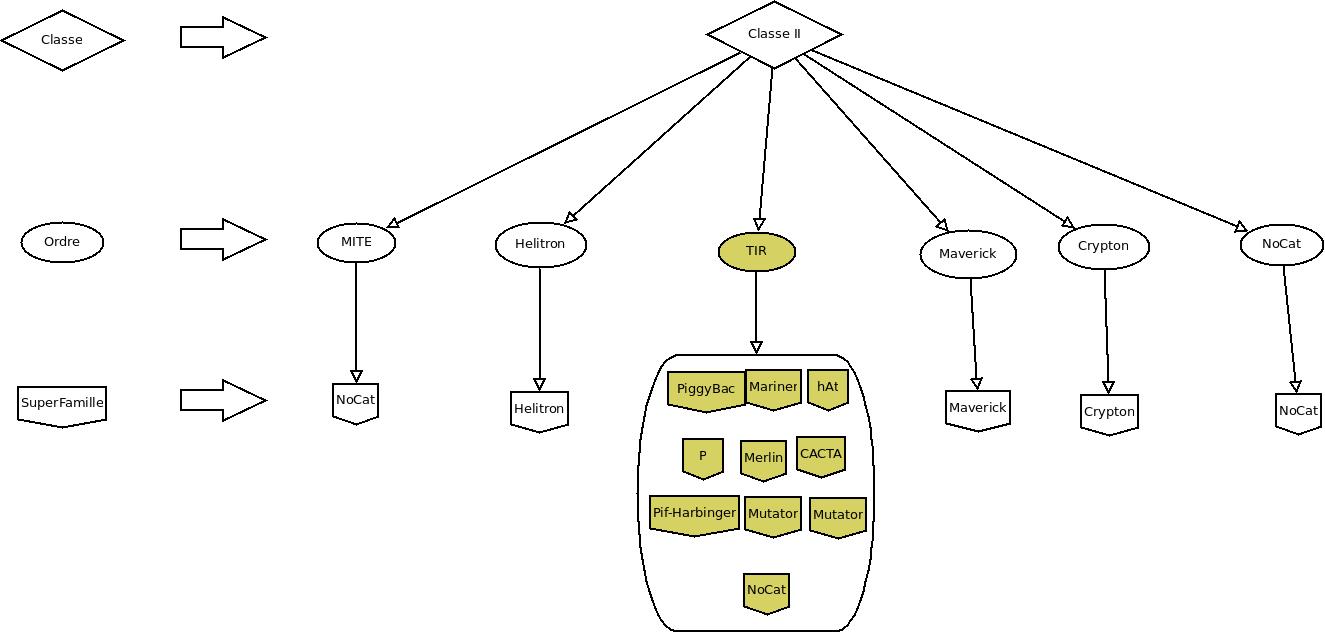 Classe
Classe II
Ordre
MITE
Helitron
TIR
Maverick
Crypton
NoCat
SuperFamille
NoCat
Helitron
PiggyBac
Mariner
hAt
P
Merlin
CACTA
Pif-Harbinger
Mutator
Mutator
NoCat
Maverick
Crypton
NoCat